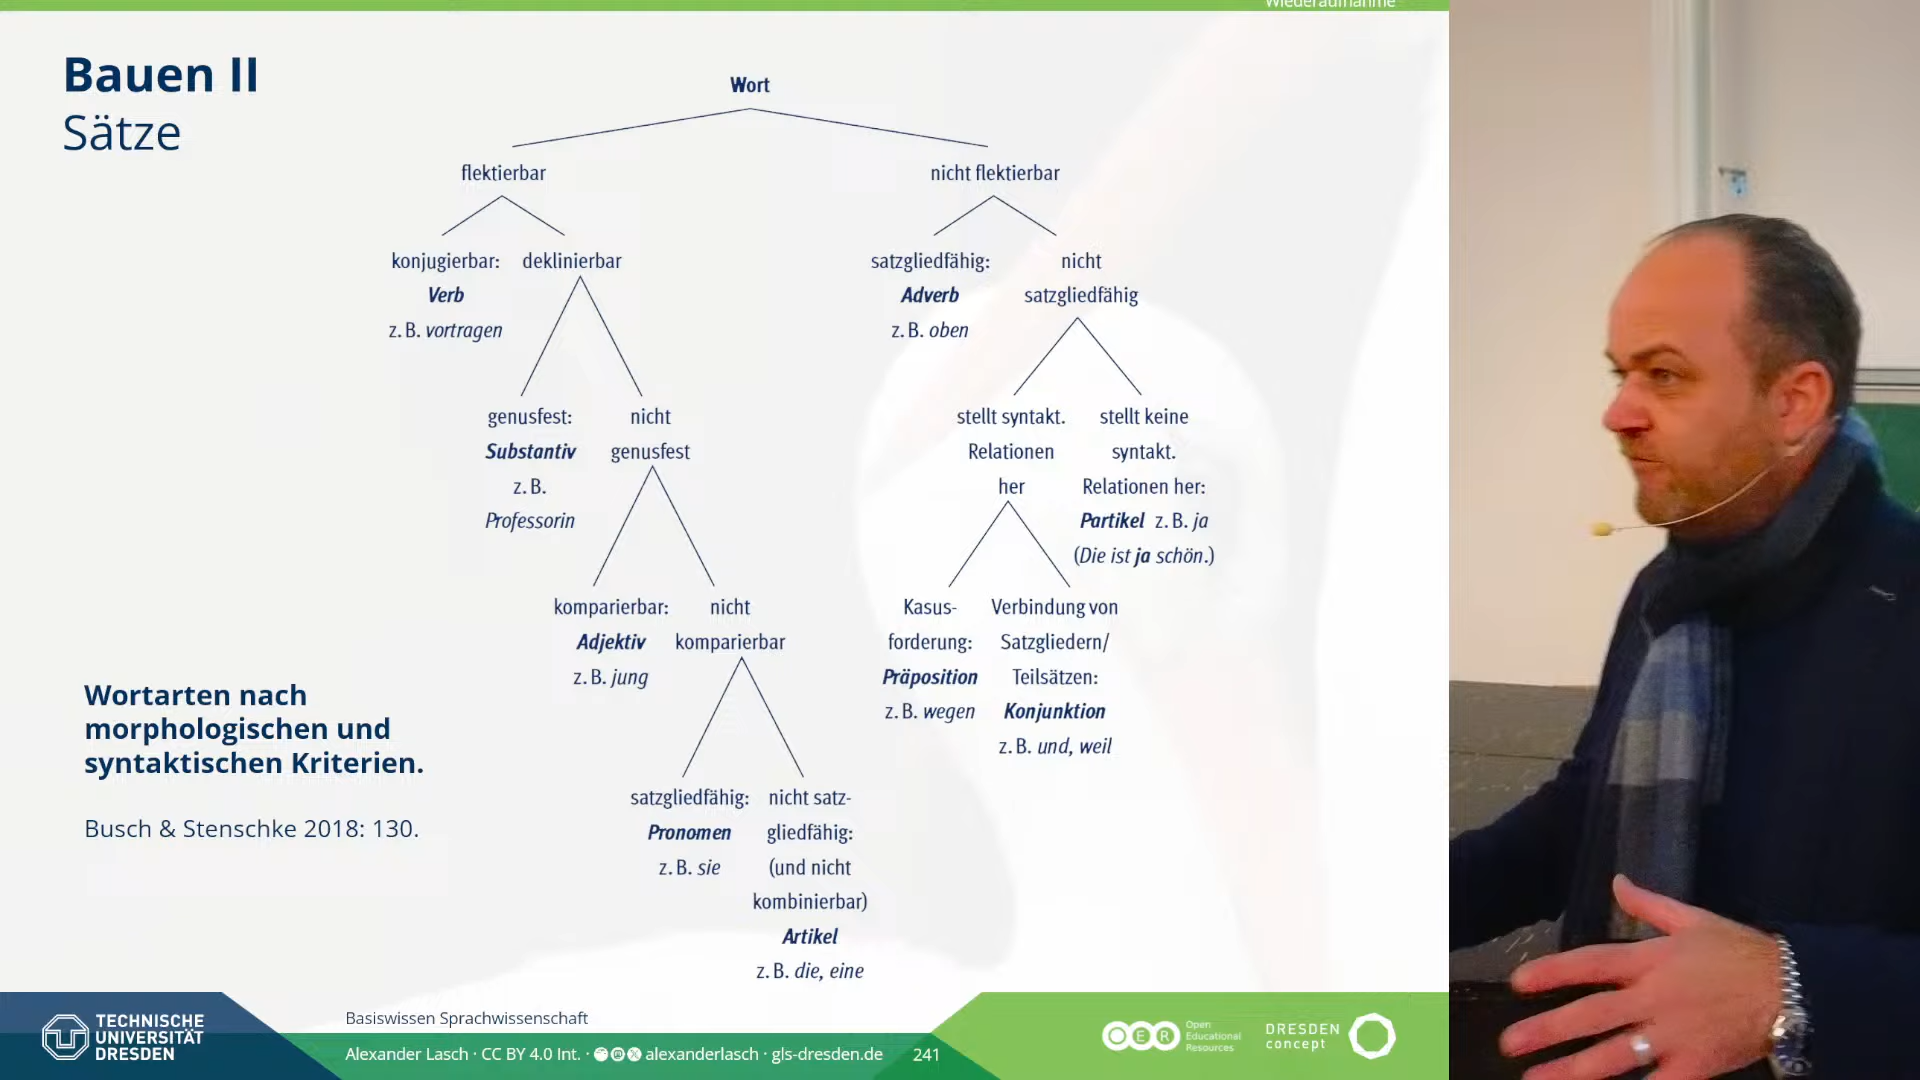 Wiederaufnahme
Bauen II
Sätze
Wort
flektierbar
nicht flektierbar
konjugierbar:
Verb
z. B. vortragen
deklinierbar
satzgliedfähig:
Adverb
z. B. oben
nicht
satzgliedfähig
genusfest:
Substantiv
z. B.
Professorin
nicht
genusfest
stellt syntakt.
Relationen
her
stellt keine
syntakt.
Relationen her:
Partikel z. B. ja
(Die ist ja schön.)
komparierbar:
Adjektiv
z. B. jung
nicht
komparierbar
Kasus-
forderung:
Präposition
z. B. wegen
Verbindung von
Satzgliedern/
Teilsätzen:
Konjunktion
z. B. und, weil
satzgliedfähig:
Pronomen
z. B. sie
nicht satz-
gliedfähig:
(und nicht
kombinierbar)
Artikel
z. B. die, eine
Wortarten nach
morphologischen und
syntaktischen Kriterien.
Busch & Stenschke 2018: 130.
TECHNISCHE
UNIVERSITÄT
DRESDEN
Basiswissen Sprachwissenschaft
Alexander Lasch · CC BY 4.0 Int. · alexanderlasch · gls-dresden.de
241
OER
Open
Educational
Resources
DRESDEN
concept